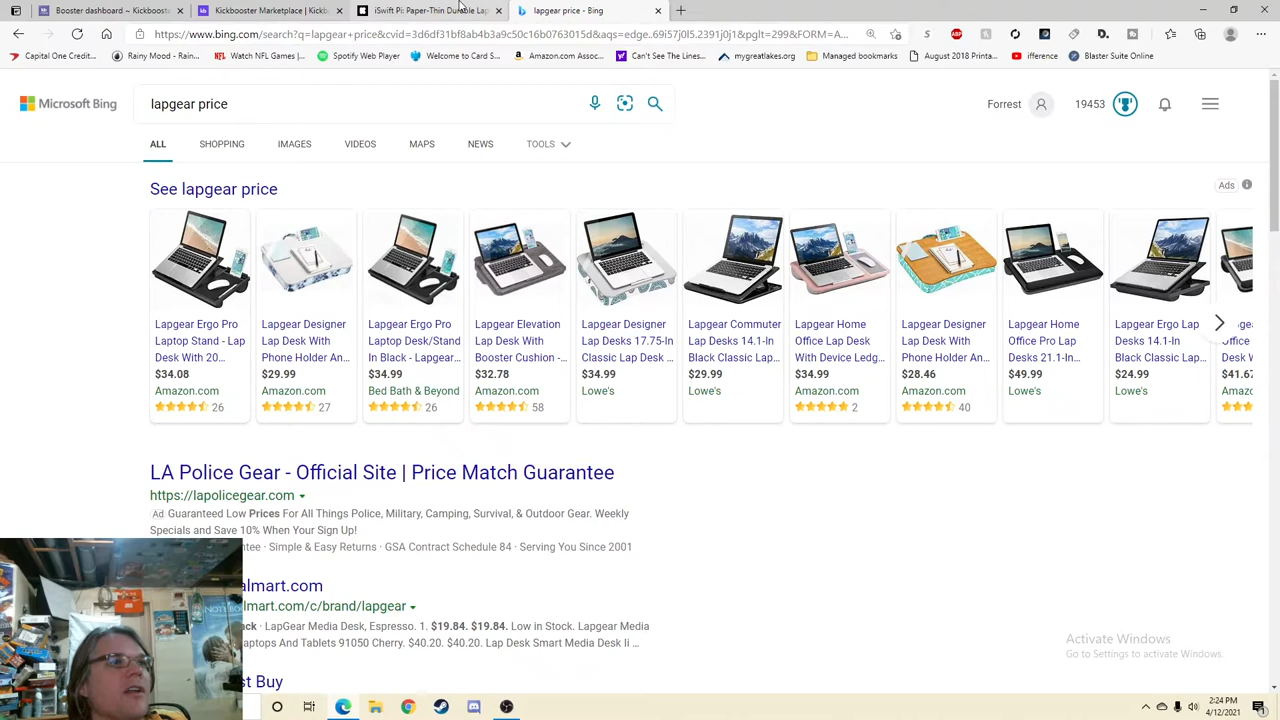 Booster dashboard — Kickbooster
iSwift Pi: Paper-Thin Double Lap
lapgear price - Bing
https://www.bing.com/search?q=lapgear+price&cvid=3d6df31bf8ab4b3a9c50c16b0763015d&aqs=edge..69i57j0l5.2391j0j1&pglt=299&FORM=A...
Capital One Credit...
Rainy Mood - Rain...
Watch NFL Games |...
Spotify Web Player
Welcome to Card S...
Amazon.com Assoc...
Can't See The Lines...
mygreatlakes.org
August 2018 Printa...
ifference
Blaster Suite Online
Microsoft Bing
lapgear price
Forrest
19453
ALL SHOPPING IMAGES VIDEOS MAPS NEWS TOOLS
See lapgear price
Ads
Lapgear Ergo Pro
Laptop Stand - Lap
Desk With 20...
$34.08
Amazon.com
26
Lapgear Designer
Lap Desk With
Phone Holder An...
$29.99
Amazon.com
27
Lapgear Ergo Pro
Laptop Desk/Stand
In Black - Lapgear...
$34.99
Bed Bath & Beyond
26
Lapgear Elevation
Lap Desk With
Booster Cushion -...
$32.78
Amazon.com
58
Lapgear Designer
Lap Desks 17.75-In
Classic Lap Desk ...
$34.99
Lowe's
Lapgear Commuter
Lap Desks 14.1-In
Black Classic Lap...
$29.99
Lowe's
Lapgear Home
Office Lap Desk
With Device Ledg...
$34.99
Amazon.com
2
Lapgear Designer
Lap Desk With
Phone Holder An...
$28.46
Amazon.com
40
Lapgear Home
Office Pro Lap
Desks 21.1-In...
$49.99
Lowe's
Lapgear Ergo Lap
Desks 14.1-In
Black Classic Lap...
$24.99
Lowe's
$41.67
LA Police Gear - Official Site | Price Match Guarantee
https://lapolicegear.com
Ad Guaranteed Low Prices For All Things Police, Military, Camping, Survival, & Outdoor Gear. Weekly
Specials and Save 10% When Your Sign Up!
tee · Simple & Easy Returns · GSA Contract Schedule 84 · Serving You Since 2001
almart.com
lmart.com/c/brand/lapgear
ck · LapGear Media Desk, Espresso. 1. $19.84. $19.84. Low in Stock. Lapgear Media
aptops And Tablets 91050 Cherry. $40.20. $40.20. Lap Desk Smart Media Desk Ii ...
st Buy
Activate Windows
Go to Settings to activate Windows.
2:24 PM
4/12/2021